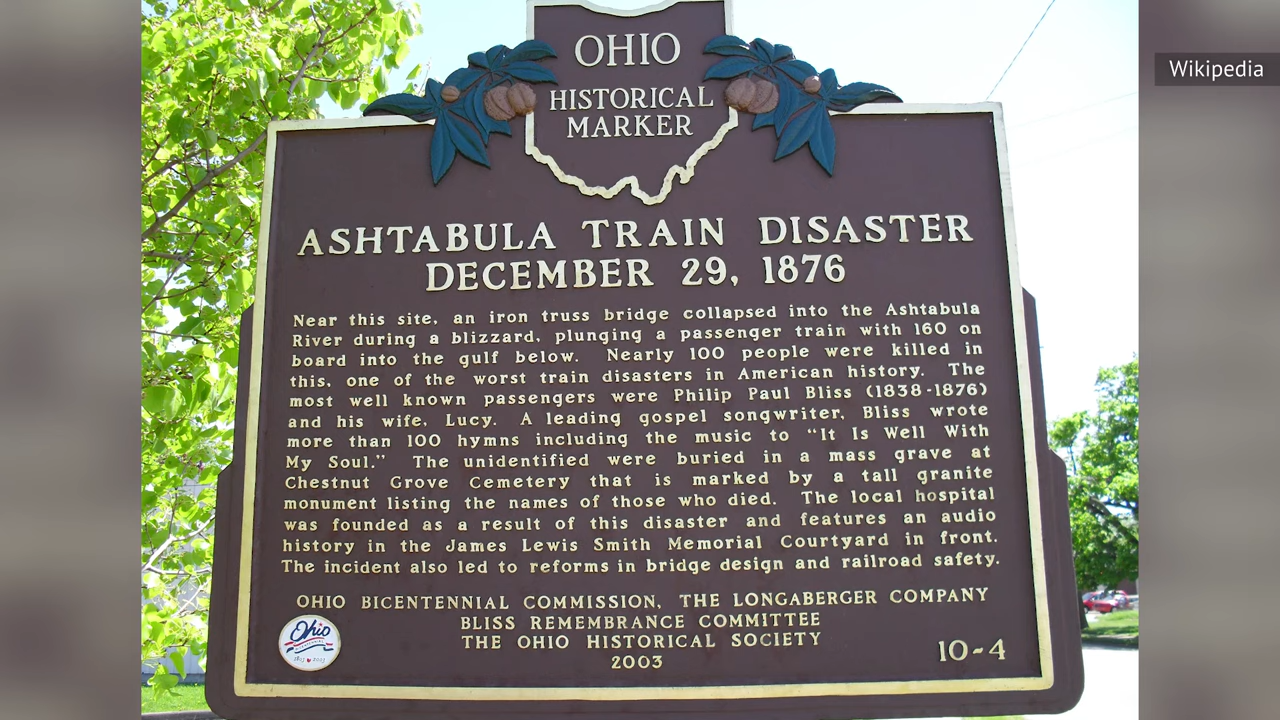 Wikipedia
OHIO
HISTORICAL
MARKER
ASHTABULA TRAIN DISASTER
DECEMBER 29, 1876
Near this site, an iron truss bridge collapsed into the Ashtabula
River during a blizzard, plunging a passenger train with 160 on
board into the gulf below. Nearly 100 people were killed in
this, one of the worst train disasters in American history. The
most well known passengers were Philip Paul Bliss (1838-1876)
and his wife, Lucy. A leading gospel songwriter, Bliss wrote
more than 100 hymns including the music to "It Is Well With
My Soul." The unidentified were buried in a mass grave at
Chestnut Grove Cemetery that is marked by a tall granite
monument listing the names of those who died. The local hospital
was founded as a result of this disaster and features an audio
history in the James Lewis Smith Memorial Courtyard in front.
The incident also led to reforms in bridge design and railroad safety.
OHIO BICENTENNIAL COMMISSION, THE LONGABERGER COMPANY
BLISS REMEMBRANCE COMMITTEE
THE OHIO HISTORICAL SOCIETY
2003
10-4
Ohio
1803 2003